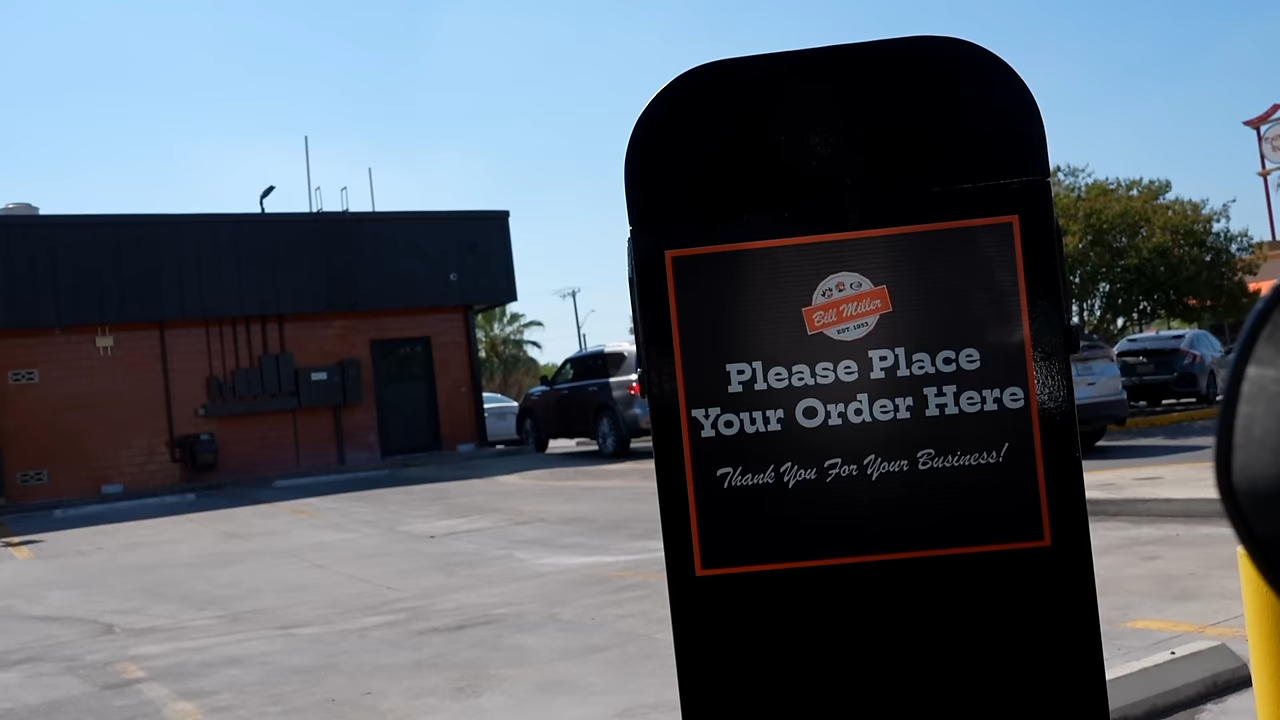 Bill Miller
EST. 1953
Please Place
Your Order Here
Thank You For Your Business!